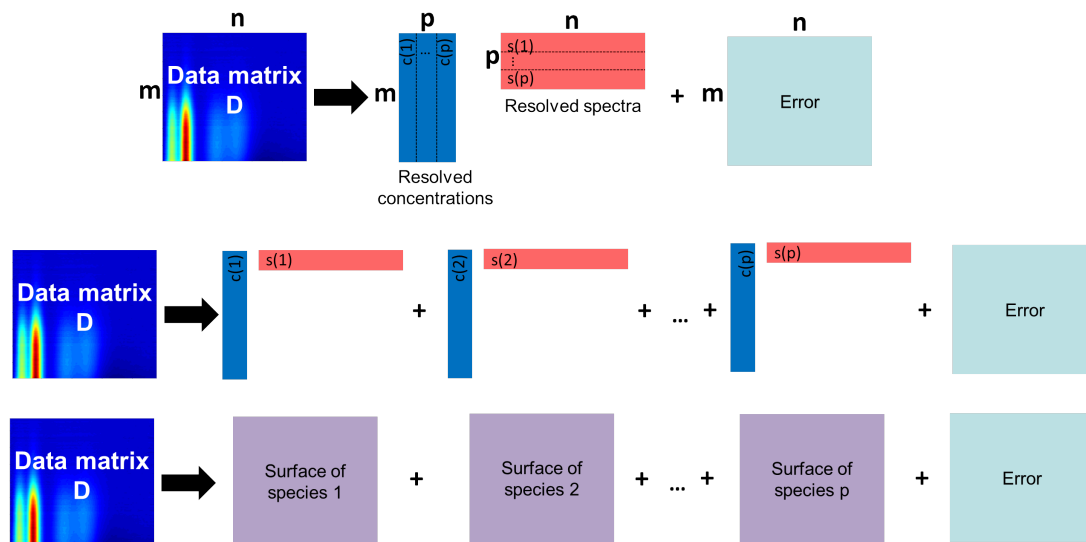 n p n n
m Data matrix D m c(1) ... c(p) p s(1) ... s(p) + m Error
Resolved spectra
Resolved concentrations
Data matrix D c(1) s(1) + c(2) s(2) + ... + c(p) s(p) + Error
Data matrix D Surface of species 1 + Surface of species 2 + ... + Surface of species p + Error